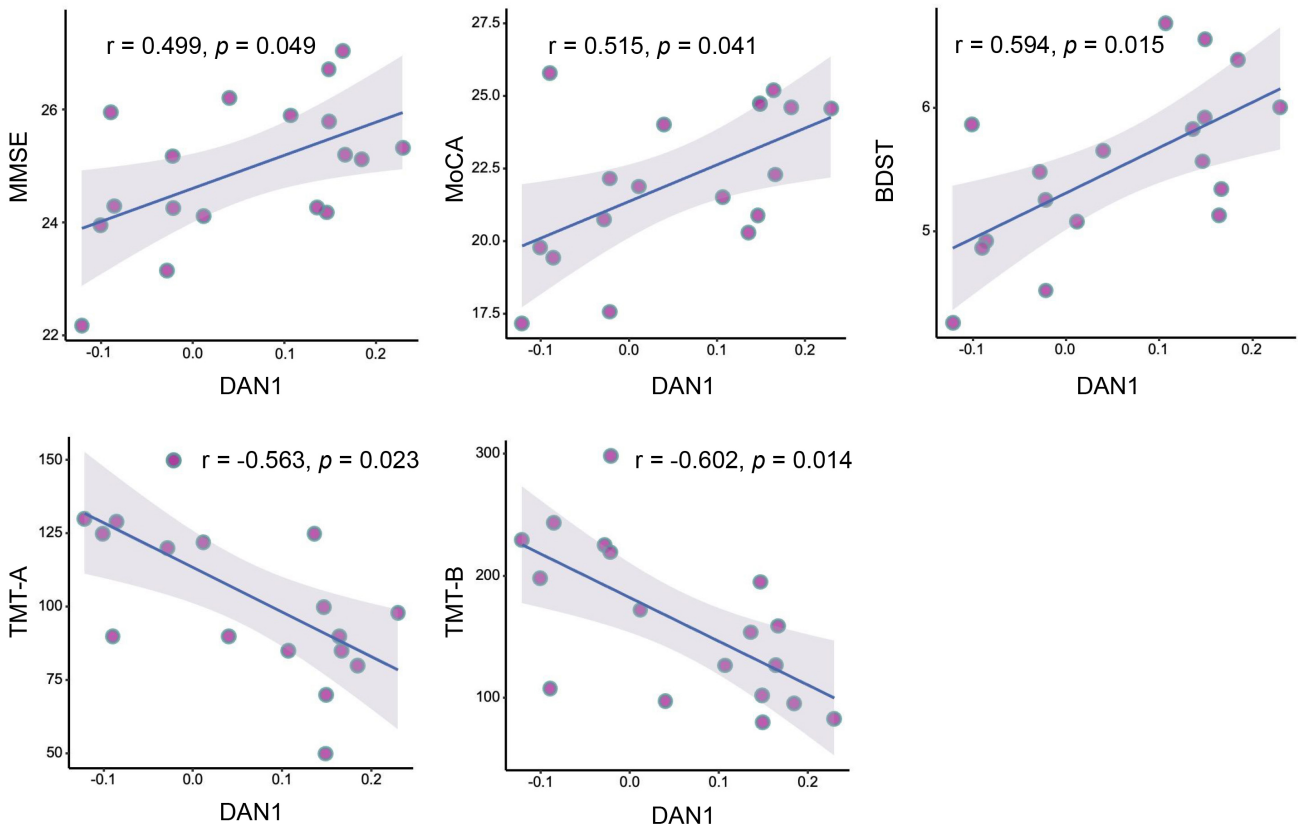 r = 0.499, p = 0.049
MMSE
26
24
22
-0.1 0.0 0.1 0.2
DAN1
r = 0.515, p = 0.041
MoCA
27.5
25.0
22.5
20.0
17.5
-0.1 0.0 0.1 0.2
DAN1
r = 0.594, p = 0.015
BDST
6
5
-0.1 0.0 0.1 0.2
DAN1
r = -0.563, p = 0.023
TMT-A
150
125
100
75
50
-0.1 0.0 0.1 0.2
DAN1
r = -0.602, p = 0.014
TMT-B
300
200
100
-0.1 0.0 0.1 0.2
DAN1